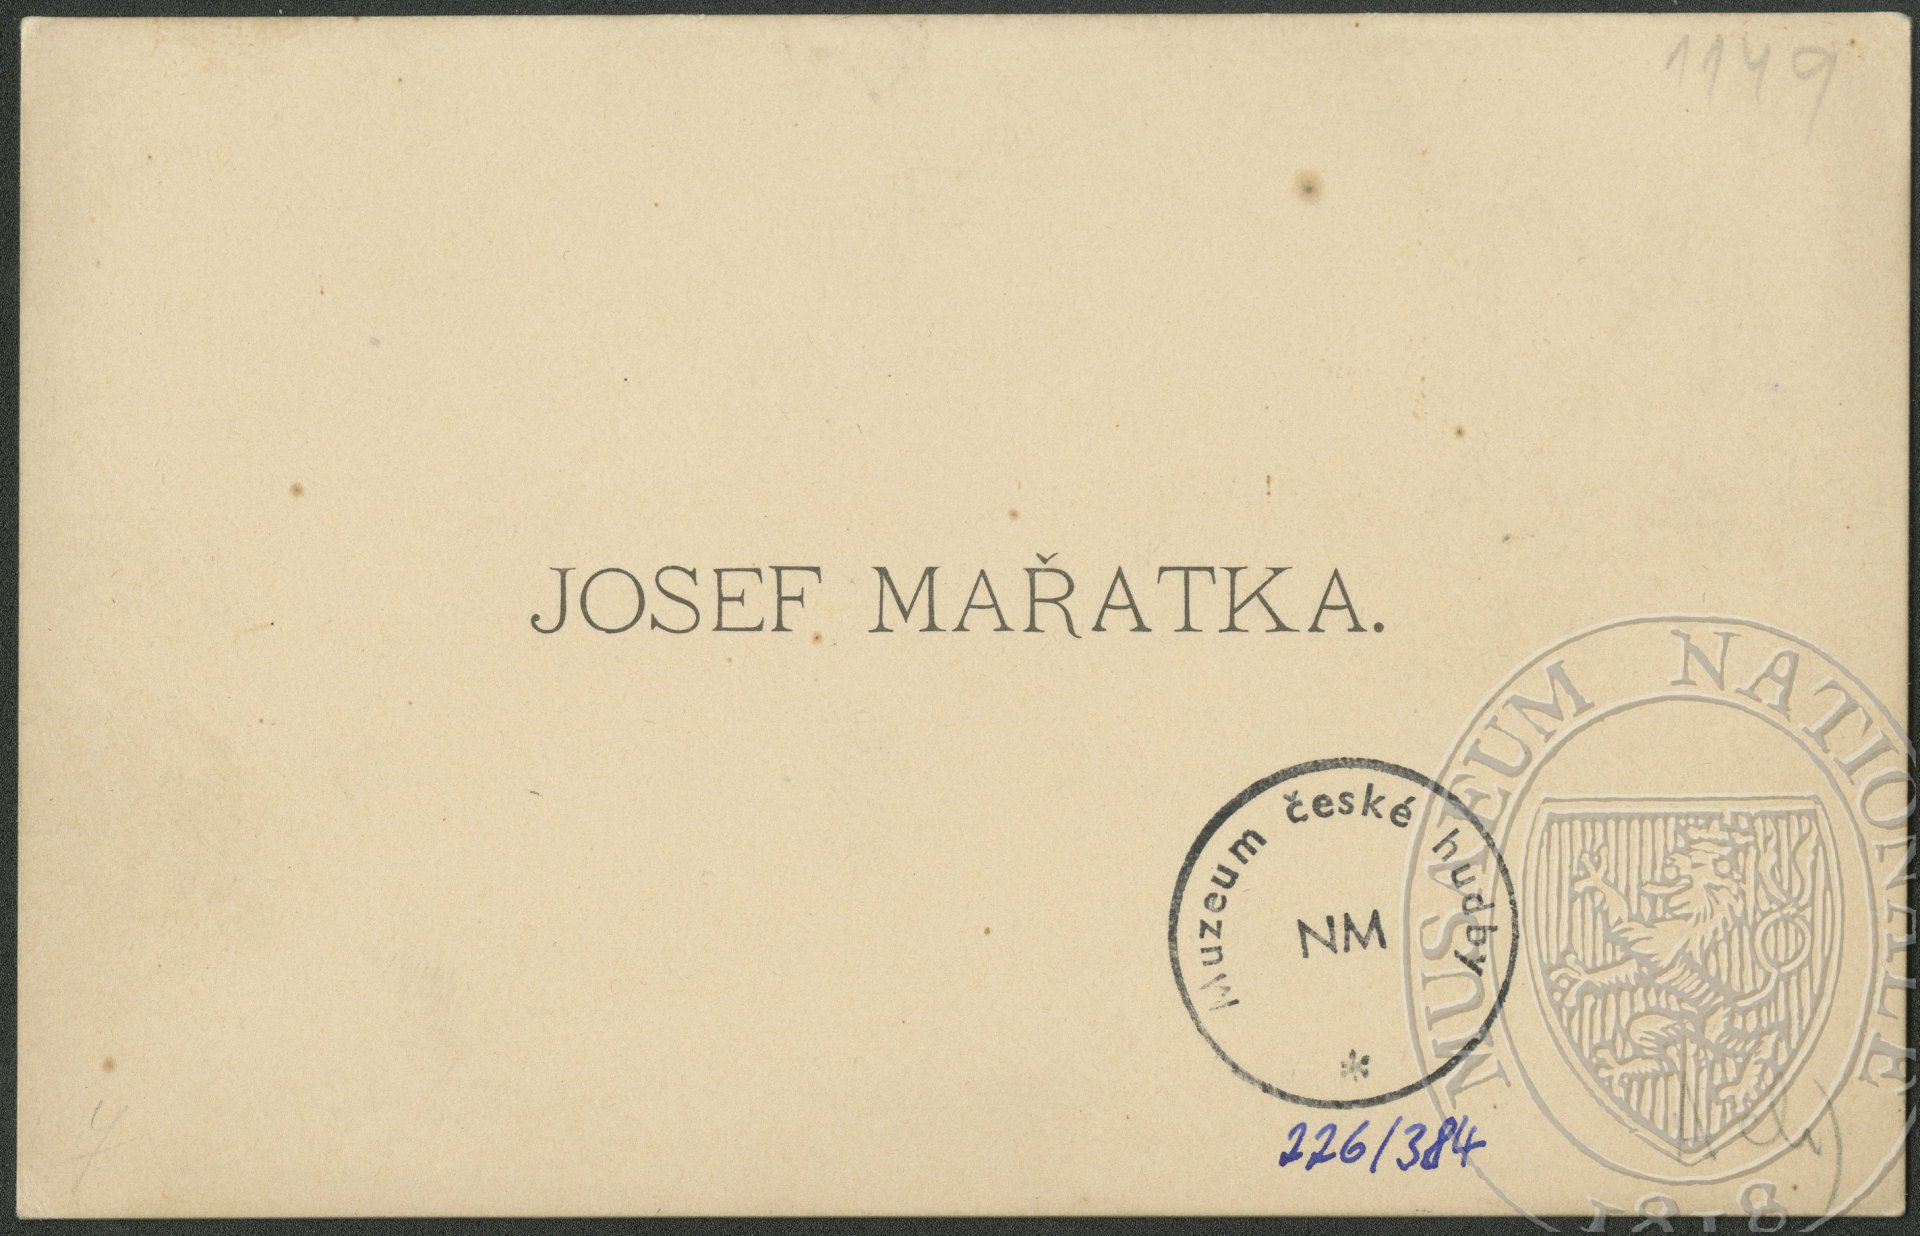 1149
JOSEF MAŘATKA.
Muzeum české hudby
NM
*
226/384
MUSAEUM NATIONALE
1818